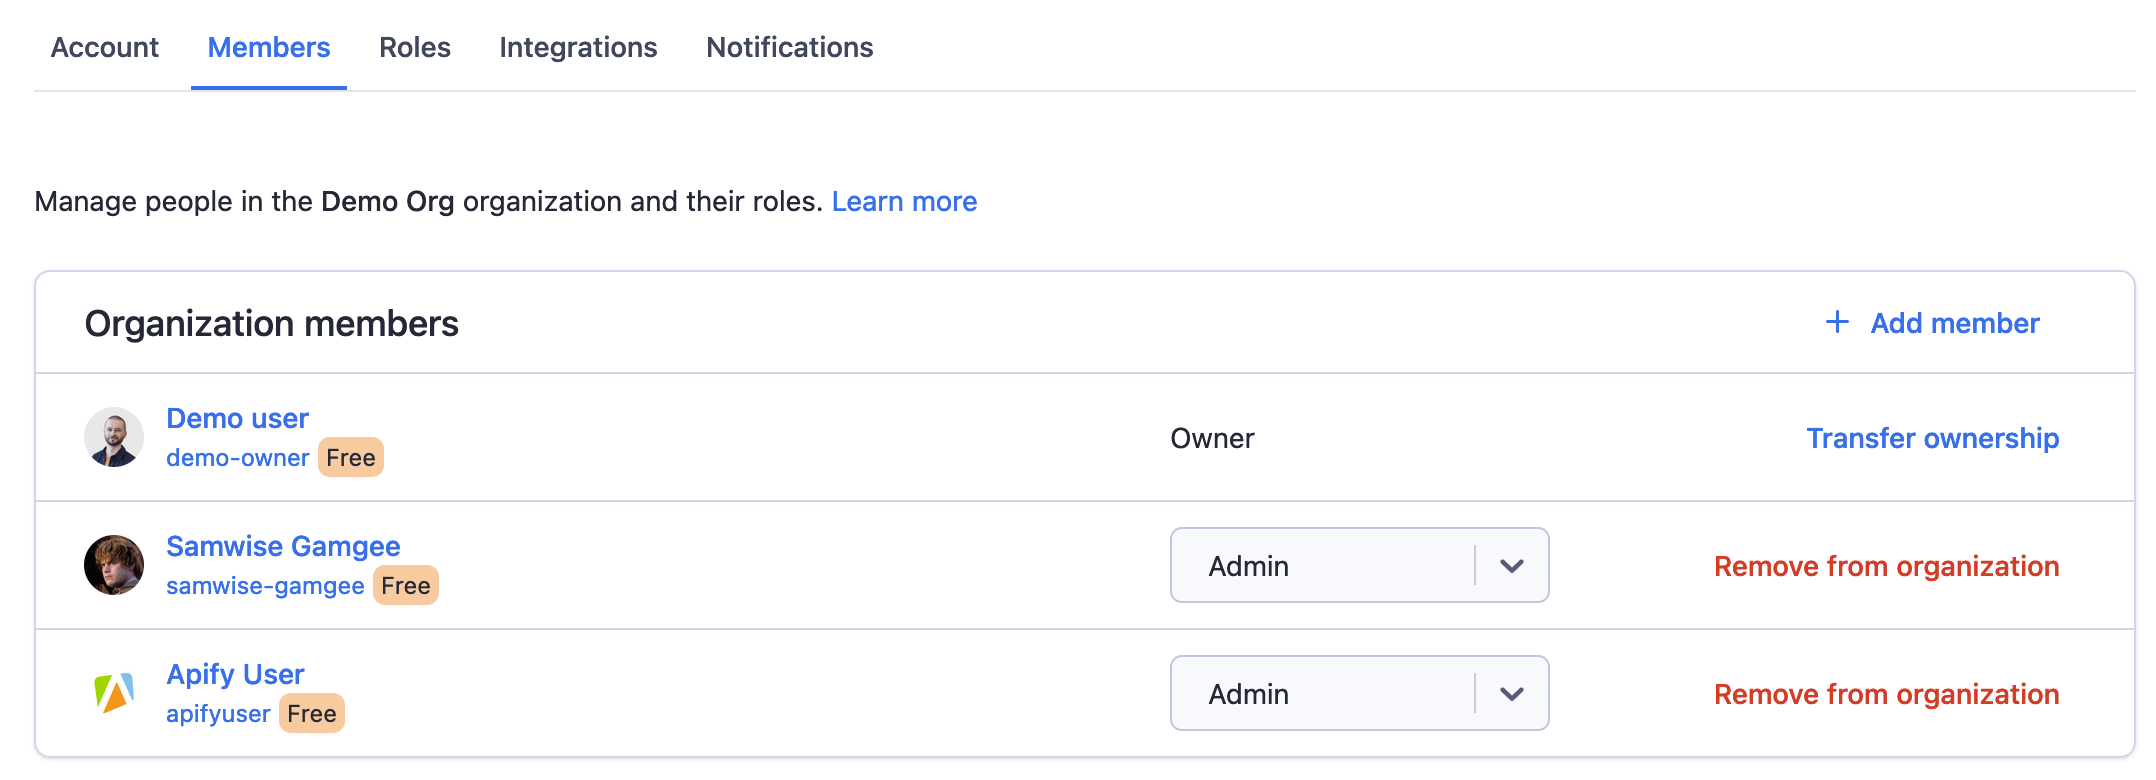 Account Members Roles Integrations Notifications
Manage people in the Demo Org organization and their roles. Learn more
Organization members + Add member
Demo user
demo-owner Free
Owner
Transfer ownership
Samwise Gamgee
samwise-gamgee Free
Admin
Remove from organization
Apify User
apifyuser Free
Admin
Remove from organization